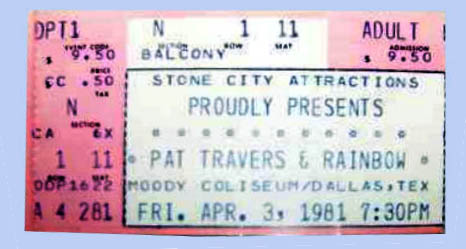 DPT1 N 1 11 ADULT
EVENT CODE SECTION ROW SEAT ADMISSION
$ 9.50 BALCONY $ 9.50
PRICE
CC .50 STONE CITY ATTRACTIONS
TAX
N PROUDLY PRESENTS
SECTION
CA 6X
1 11 * PAT TRAVERS & RAINBOW *
ROW SEAT
ODP1622 MOODY COLISEUM/DALLAS,TEX
A 4 281 FRI. APR. 3, 1981 7:30PM